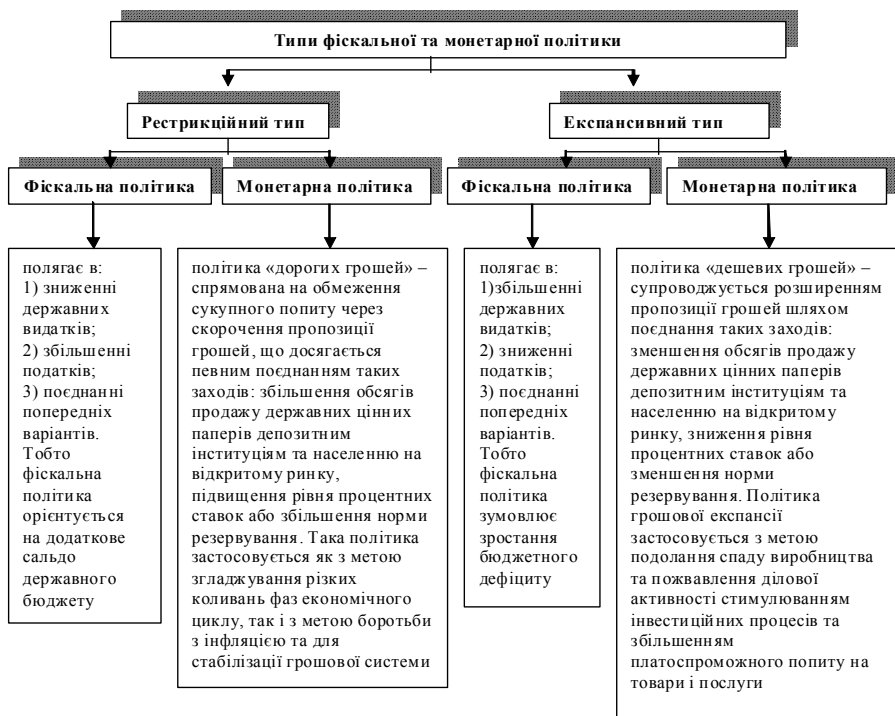 Типи фіскальної та монетарної політики
Рестрикційний тип
Експансивний тип
Фіскальна політика
Монетарна політика
Фіскальна політика
Монетарна політика
полягає в:
1) зниженні
державних
видатків;
2) збільшенні
податків;
3) поєднанні
попередніх
варіантів.
Тобто
фіскальна
політика
орієнтується
на додаткове
сальдо
державного
бюджету
політика «дорогих грошей» –
спрямована на обмеження
сукупного попиту через
скорочення пропозиції
грошей, що досягається
певним поєднанням таких
заходів: збільшення обсягів
продажу державних цінних
паперів депозитним
інституціям та населенню на
відкритому ринку,
підвищення рівня процентних
ставок або збільшення норми
резервування. Така політика
застосовується як з метою
згладжування різких
коливань фаз економічного
циклу, так і з метою боротьби
з інфляцією та для
стабілізації грошової системи
полягає в:
1)збільшенні
державних
видатків;
2) зниженні
податків;
3) поєднанні
попередніх
варіантів.
Тобто
фіскальна
політика
зумовлює
зростання
бюджетного
дефіциту
політика «дешевих грошей» –
супроводжується розширенням
пропозиції грошей шляхом
поєднання таких заходів:
зменшення обсягів продажу
державних цінних паперів
депозитним інституціям та
населенню на відкритого
ринку, зниження рівня
процентних ставок або
зменшення норми
резервування. Політика
грошової експансії
застосовується з метою
подолання спаду виробництва
та пожвавлення ділової
активності стимулюванням
інвестиційних процесів та
збільшенням
платоспроможного попиту на
товари і послуги